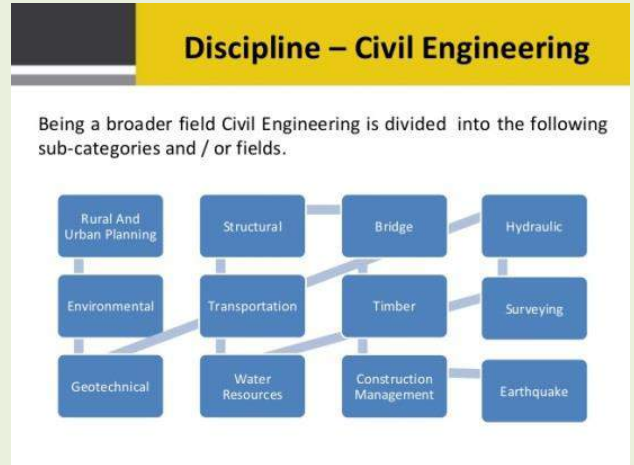 Discipline – Civil Engineering
Being a broader field Civil Engineering is divided into the following
sub-categories and / or fields.
Rural And
Urban Planning
Structural
Bridge
Hydraulic
Environmental
Transportation
Timber
Surveying
Geotechnical
Water
Resources
Construction
Management
Earthquake